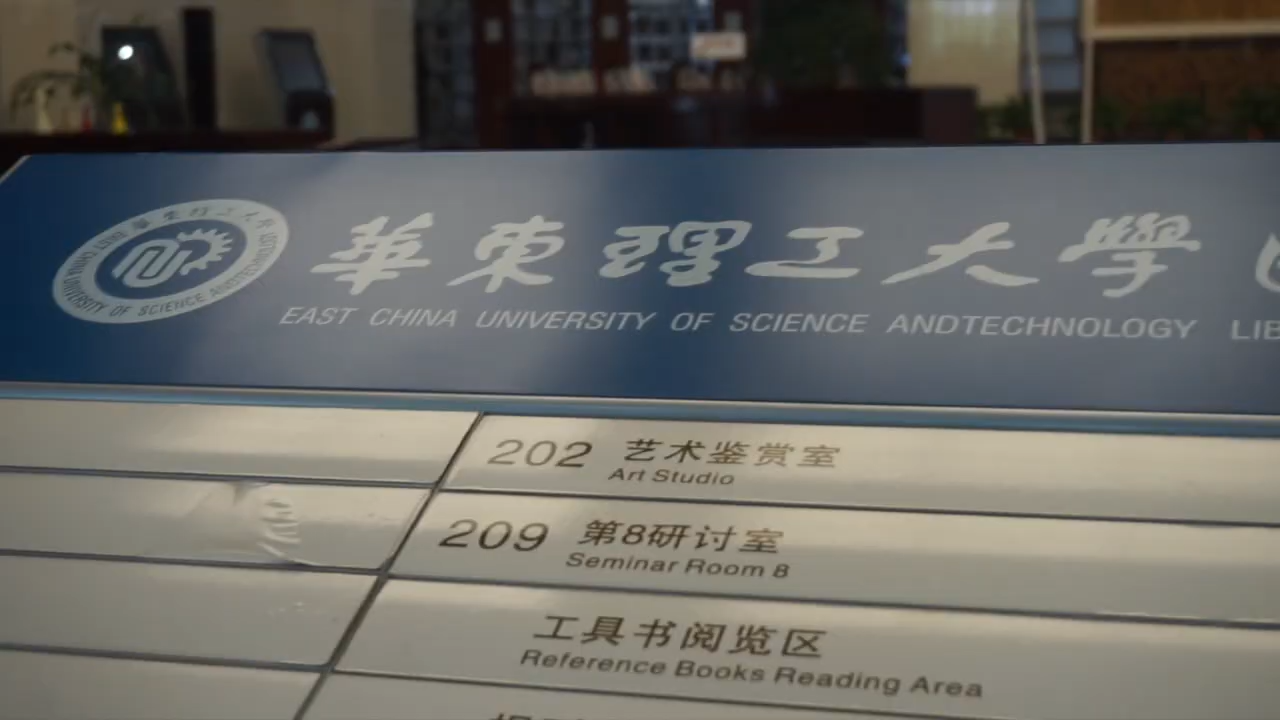 華東理工大學
EAST CHINA UNIVERSITY OF SCIENCE ANDTECHNOLOGY LIB
202 艺术鉴赏室
Art Studio
209 第8研讨室
Seminar Room 8
工具书阅览区
Reference Books Reading Area